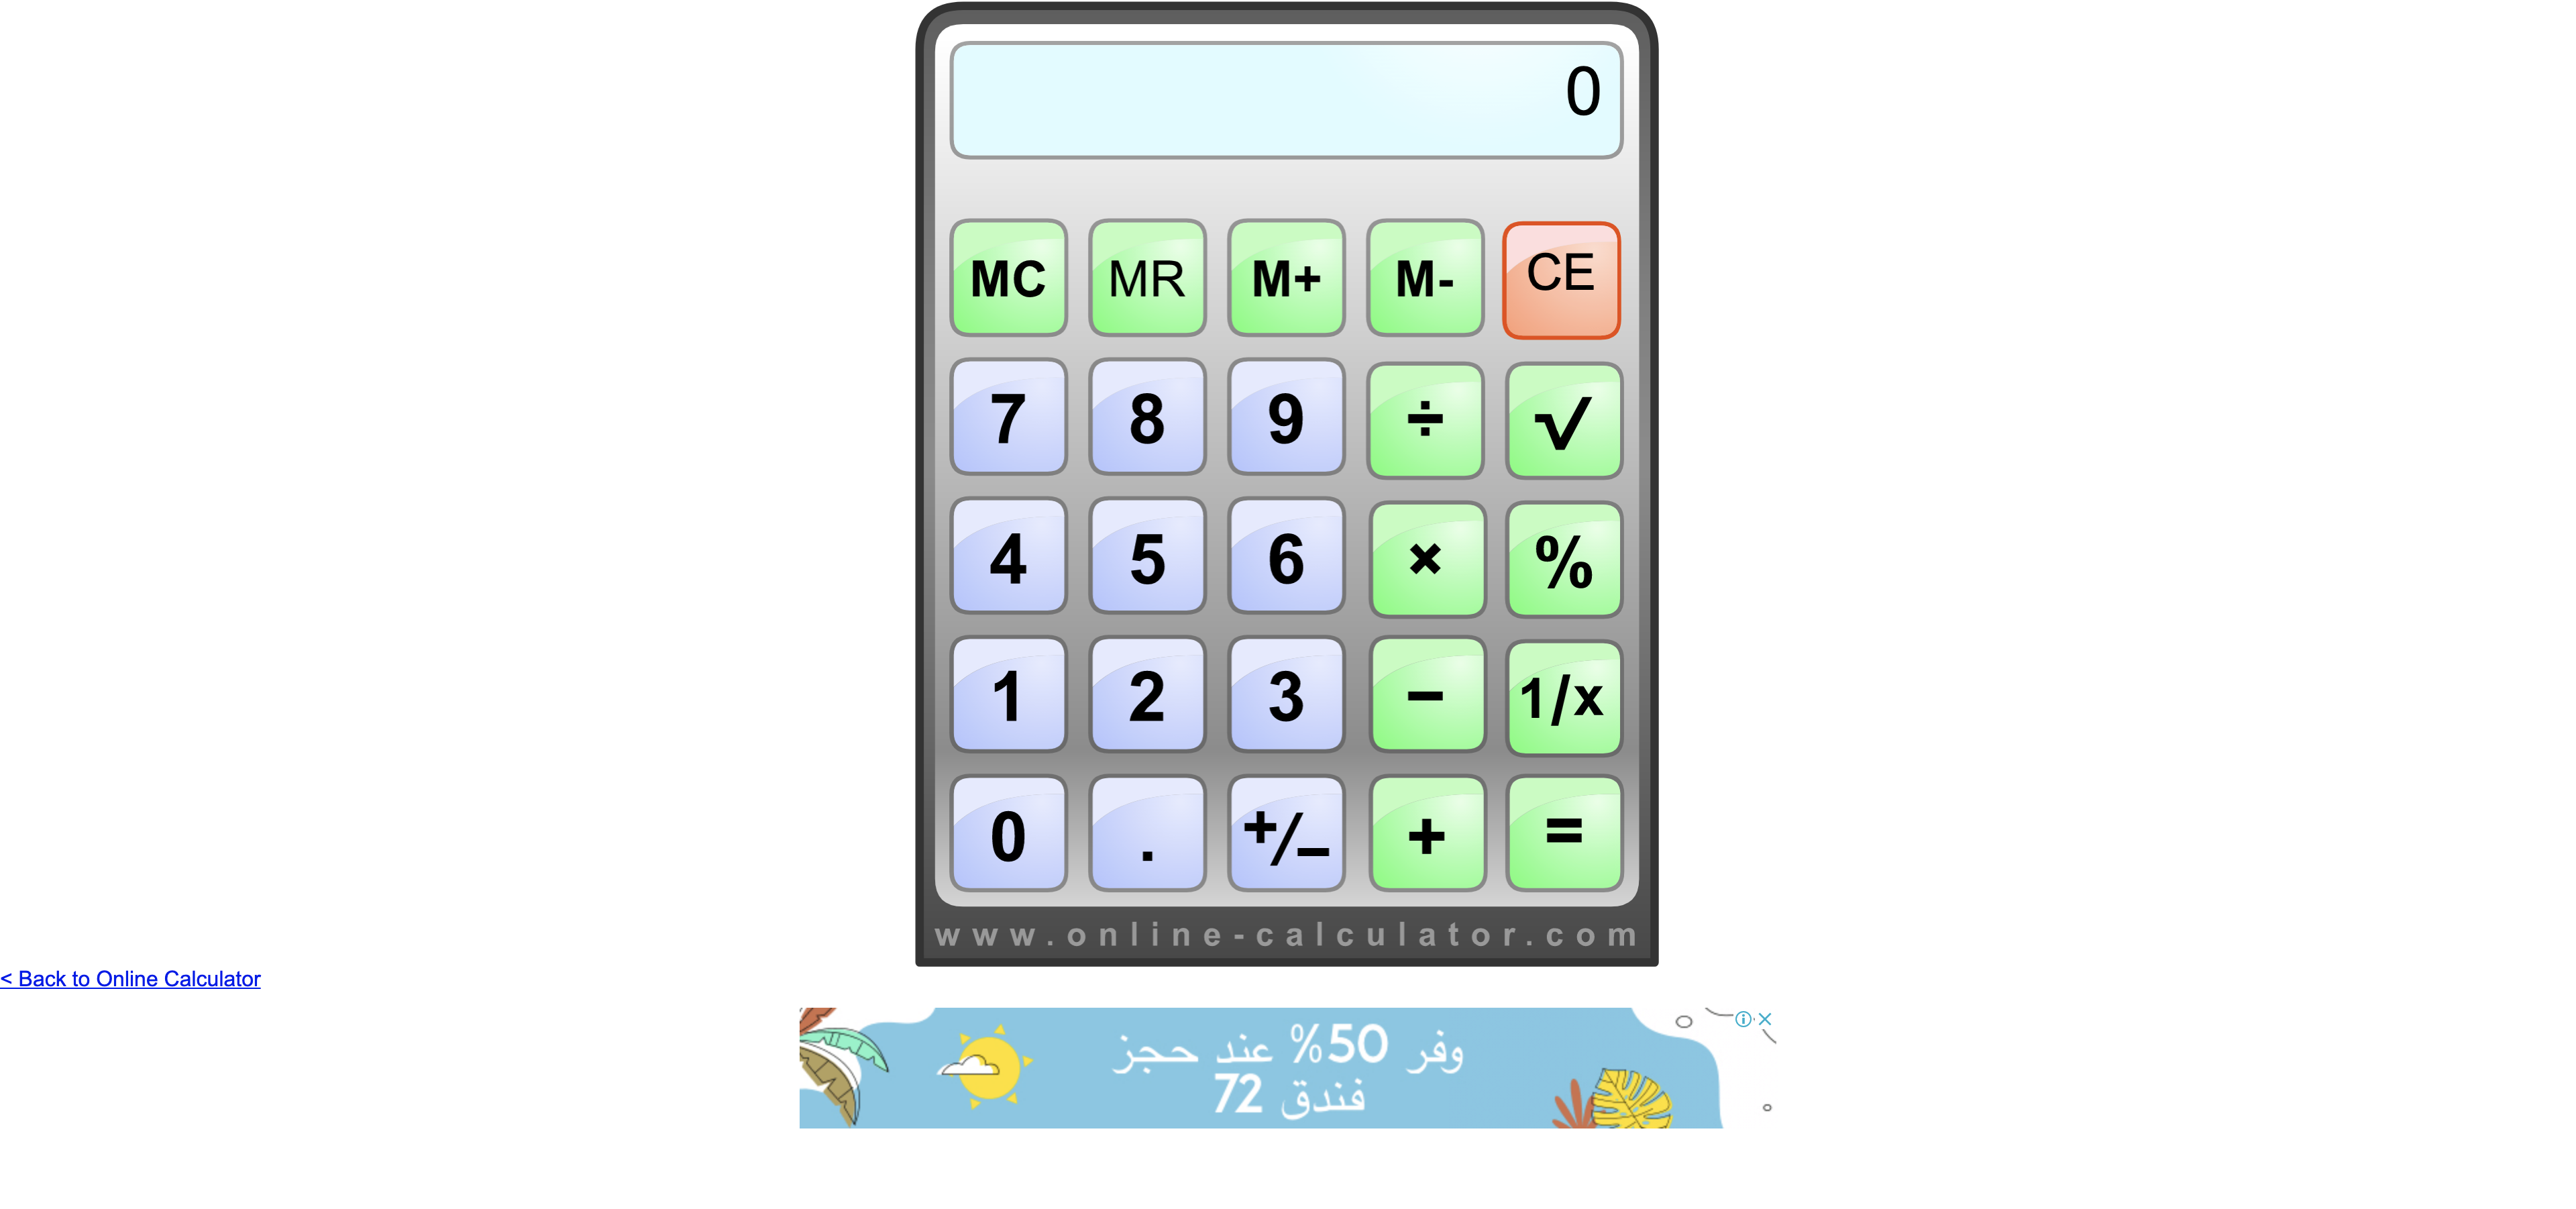 0
MC MR M+ M- CE
7 8 9 ÷ √
4 5 6 × %
1 2 3 − 1/x
0 . +/− + =
www.online-calculator.com
< Back to Online Calculator
وفر 50% عند حجز
فندق 72